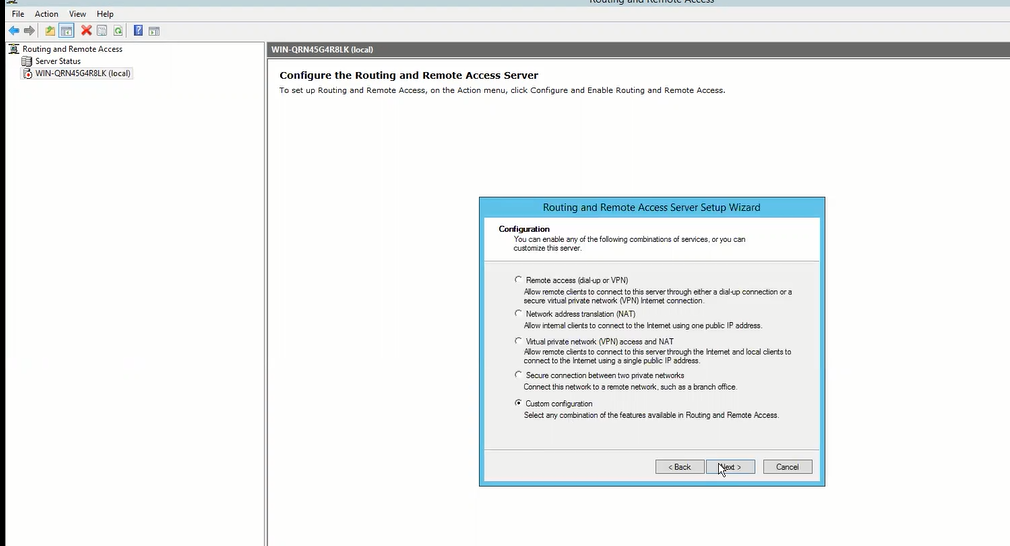 Routing and Remote Access
File Action View Help
Routing and Remote Access
Server Status
WIN-QRN45G4R8LK (local)
WIN-QRN45G4R8LK (local)
Configure the Routing and Remote Access Server
To set up Routing and Remote Access, on the Action menu, click Configure and Enable Routing and Remote Access.
Routing and Remote Access Server Setup Wizard
Configuration
You can enable any of the following combinations of services, or you can
customize this server.
Remote access (dial-up or VPN)
Allow remote clients to connect to this server through either a dial-up connection or a
secure virtual private network (VPN) Internet connection.
Network address translation (NAT)
Allow internal clients to connect to the Internet using one public IP address.
Virtual private network (VPN) access and NAT
Allow remote clients to connect to this server through the Internet and local clients to
connect to the Internet using a single public IP address.
Secure connection between two private networks
Connect this network to a remote network, such as a branch office.
Custom configuration
Select any combination of the features available in Routing and Remote Access.
< Back Next > Cancel